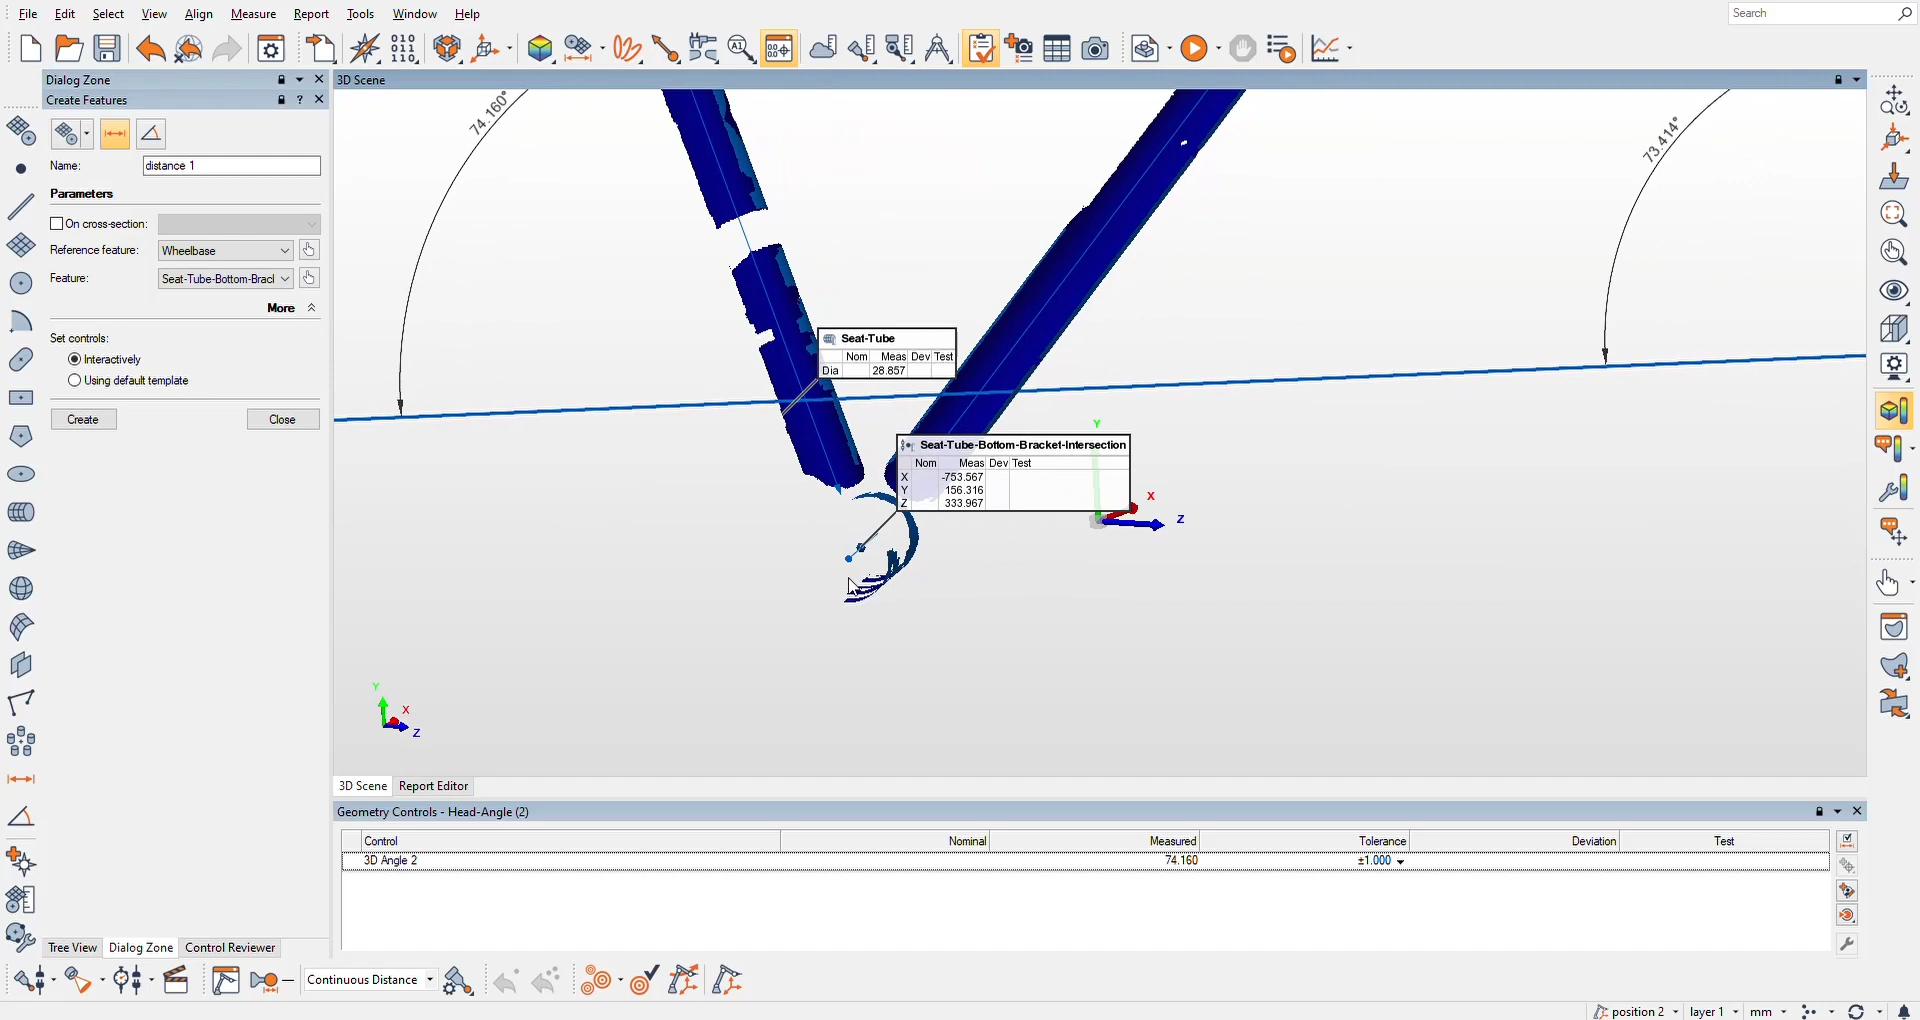 File Edit Select View Align Measure Report Tools Window Help
Search
Dialog Zone
3D Scene
Create Features
Name: distance 1
Parameters
On cross-section:
Reference feature: Wheelbase
Feature: Seat-Tube-Bottom-Bracl
More
Set controls:
Interactively
Using default template
Create Close
74.160°
73.414°
Seat-Tube
Nom Meas Dev Test
Dia 28.857
Seat-Tube-Bottom-Bracket-Intersection
Nom Meas Dev Test
X -753.567
Y 156.316
Z 333.967
Y
X
Z
Y
X
Z
3D Scene Report Editor
Geometry Controls - Head-Angle (2)
Control Nominal Measured Tolerance Deviation Test
3D Angle 2 74.160 ±1.000
Tree View Dialog Zone Control Reviewer
Continuous Distance
position 2 layer 1 mm